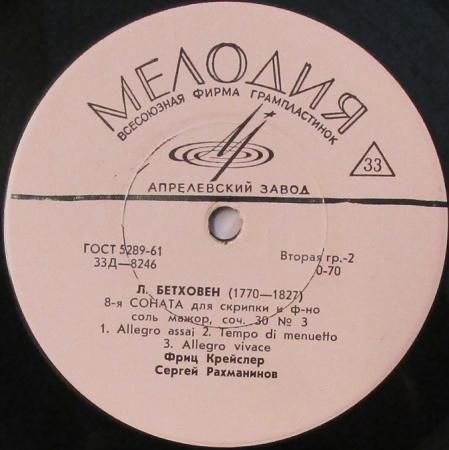 МЕЛОДИЯ
ВСЕСОЮЗНАЯ ФИРМА ГРАМПЛАСТИНОК
33
АПРЕЛЕВСКИЙ ЗАВОД
ГОСТ 5289-61
33Д—8246
Вторая гр.-2
0-70
Л. БЕТХОВЕН (1770—1827)
8-я СОНАТА для скрипки и ф-но
соль мажор, соч. 30 № 3
1. Allegro assai 2. Tempo di menuetto
3. Allegro vivace
Фриц Крейслер
Сергей Рахманинов